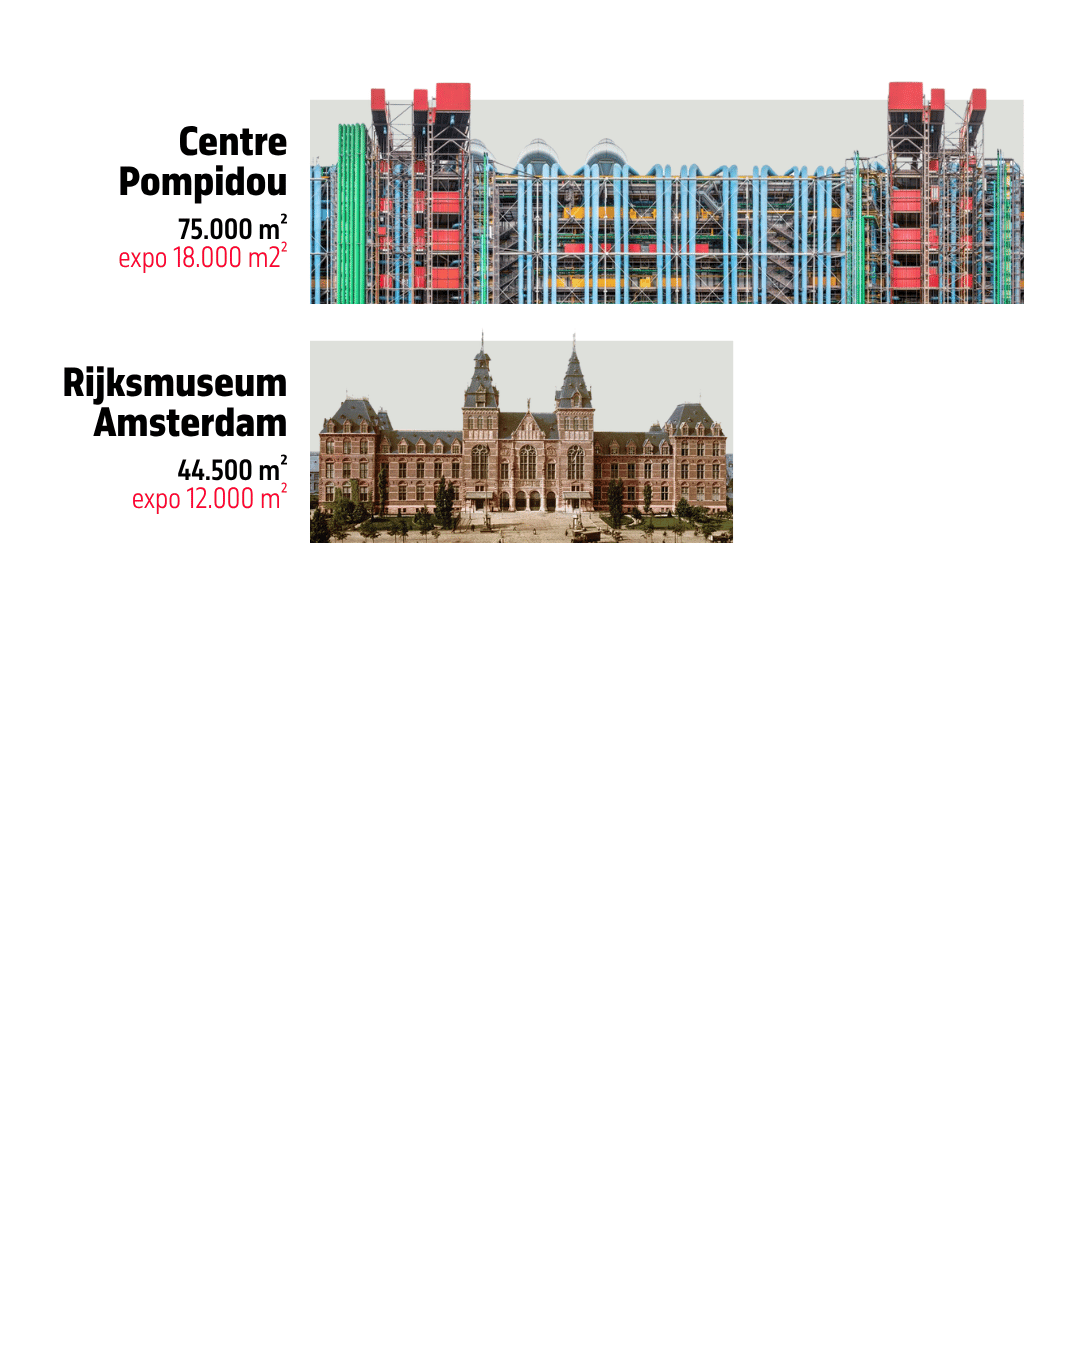 Centre
Pompidou
75.000 m²
expo 18.000 m2²
Rijksmuseum
Amsterdam
44.500 m²
expo 12.000 m²